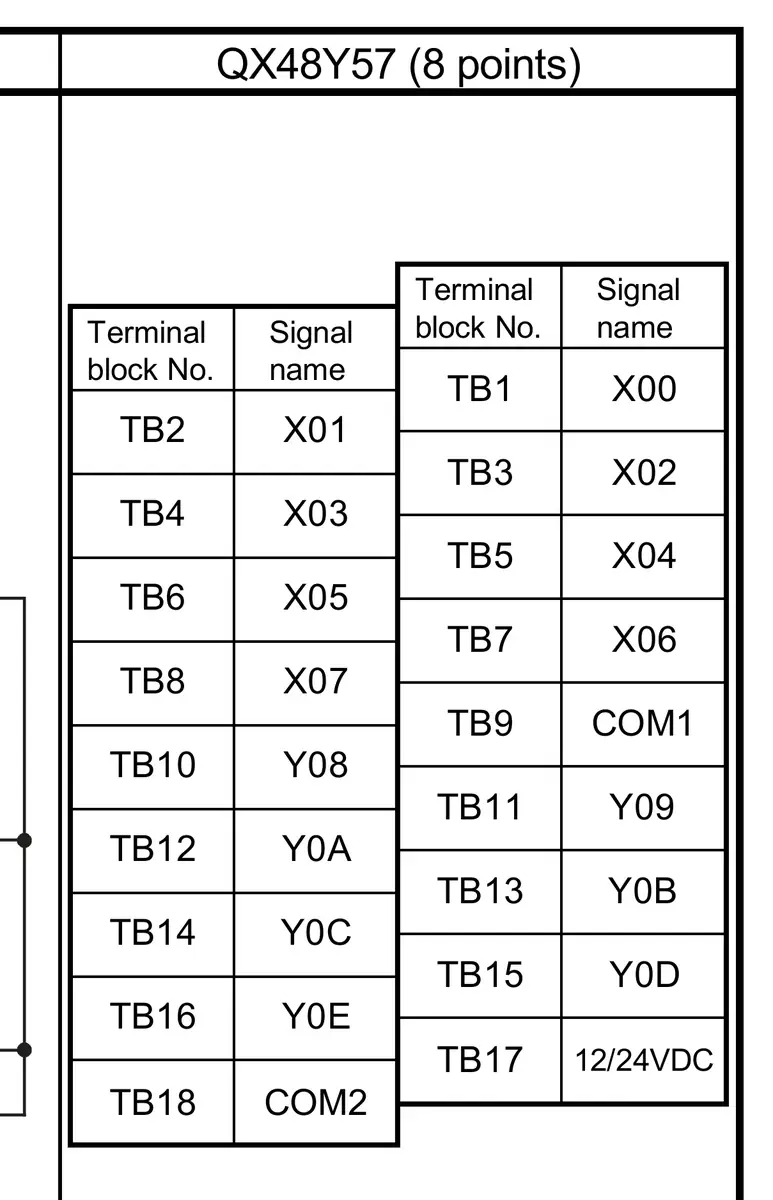 QX48Y57 (8 points)
Terminal block No. Signal name
TB2 X01
TB4 X03
TB6 X05
TB8 X07
TB10 Y08
TB12 Y0A
TB14 Y0C
TB16 Y0E
TB18 COM2
Terminal block No. Signal name
TB1 X00
TB3 X02
TB5 X04
TB7 X06
TB9 COM1
TB11 Y09
TB13 Y0B
TB15 Y0D
TB17 12/24VDC